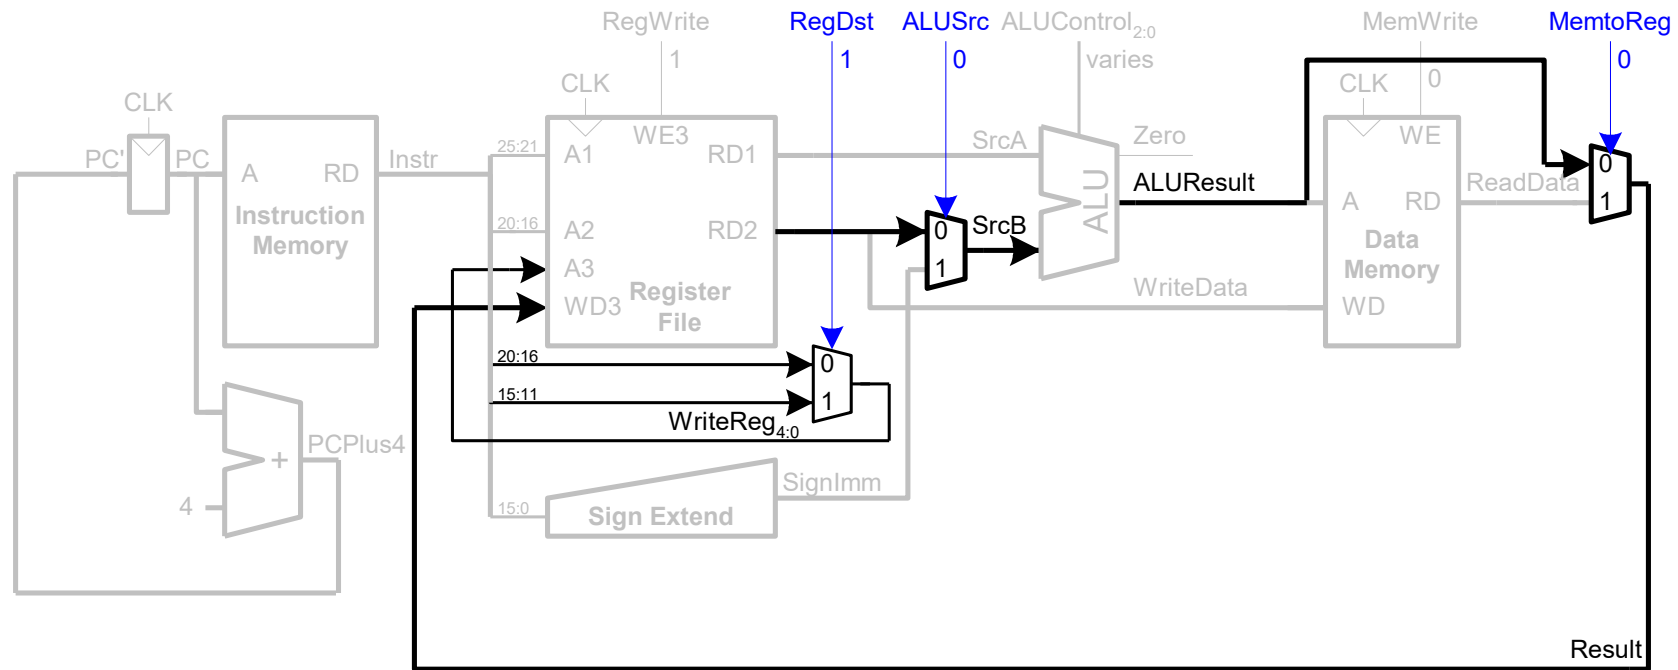 RegWrite
RegDst
ALUSrc
ALUControl2:0
MemWrite
MemtoReg
1
1
0
varies
0
0
CLK
CLK
CLK
PC'
PC
A
RD
Instr
Instruction
Memory
25:21
A1
WE3
RD1
20:16
A2
RD2
A3
WD3
Register
File
SrcA
0
1
SrcB
ALU
Zero
ALUResult
WriteData
WE
A
RD
Data
Memory
WD
ReadData
0
1
20:16
15:11
0
1
WriteReg4:0
PCPlus4
+
4
15:0
Sign Extend
SignImm
Result